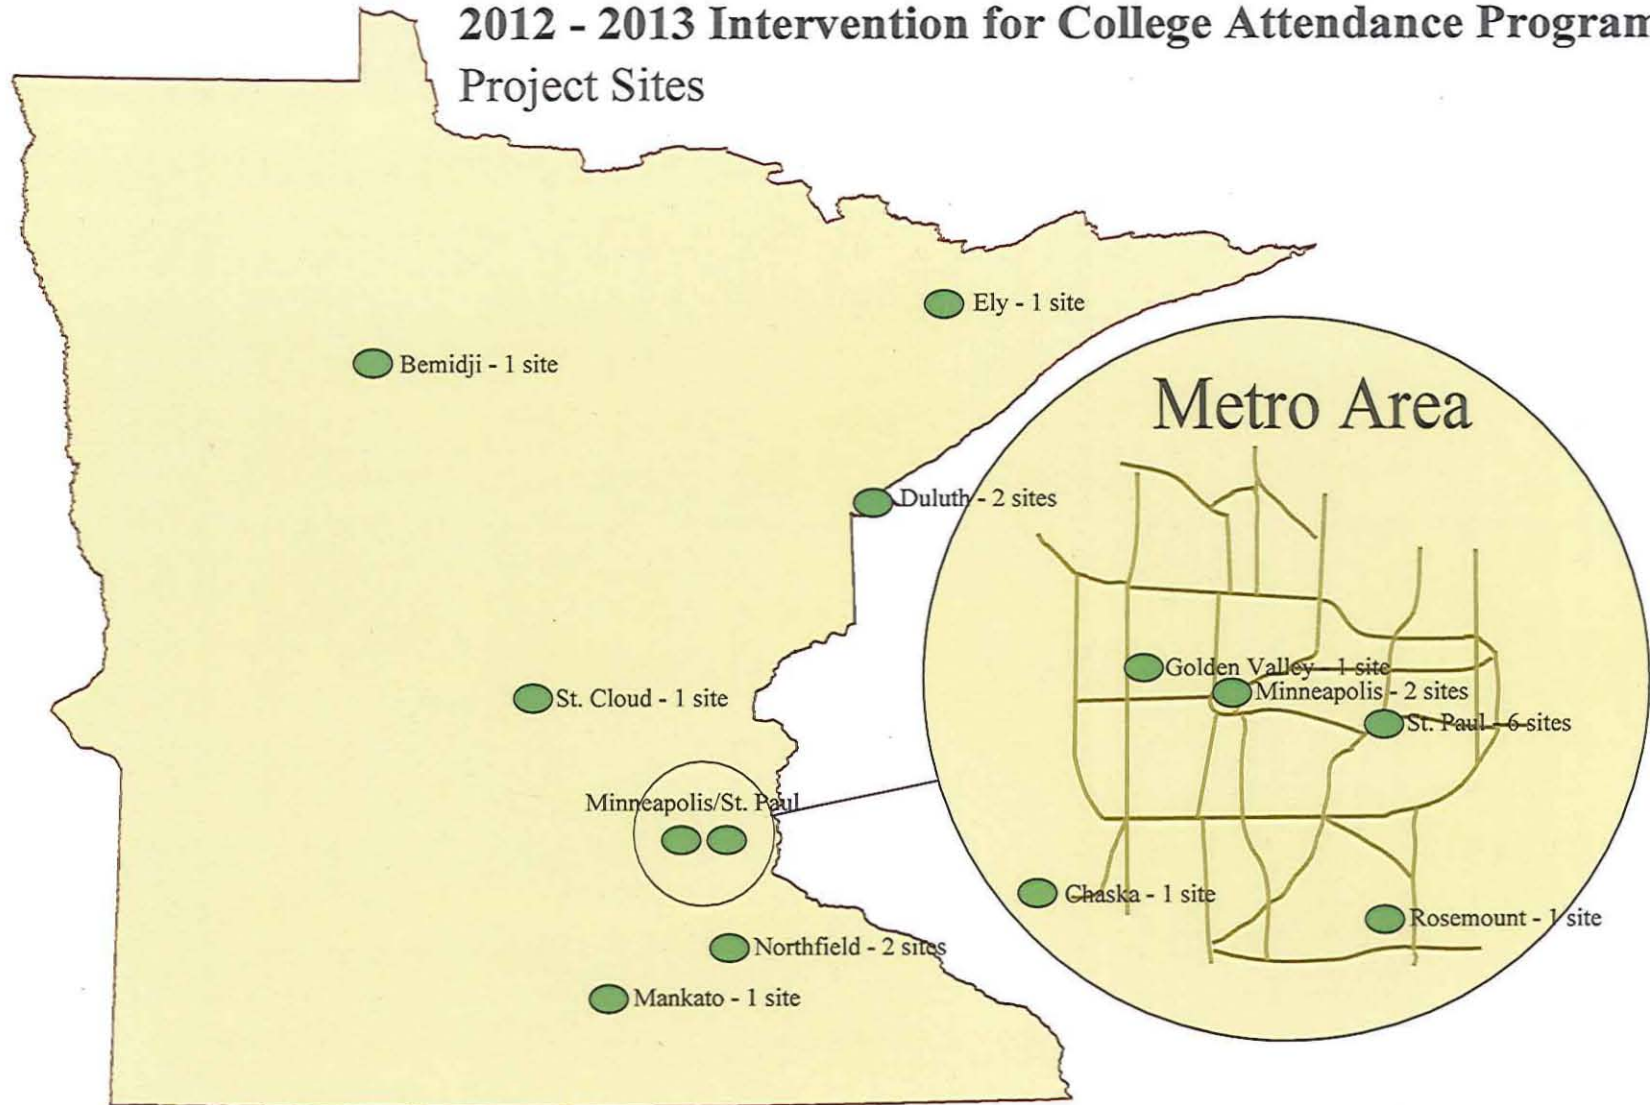 2012 - 2013 Intervention for College Attendance Program
Project Sites
Ely - 1 site
Bemidji - 1 site
Metro Area
Duluth - 2 sites
Golden Valley - 1 site
Minneapolis - 2 sites
St. Cloud - 1 site
St. Paul - 6 sites
Minneapolis/St. Paul
Chaska - 1 site
Rosemount - 1 site
Northfield - 2 sites
Mankato - 1 site